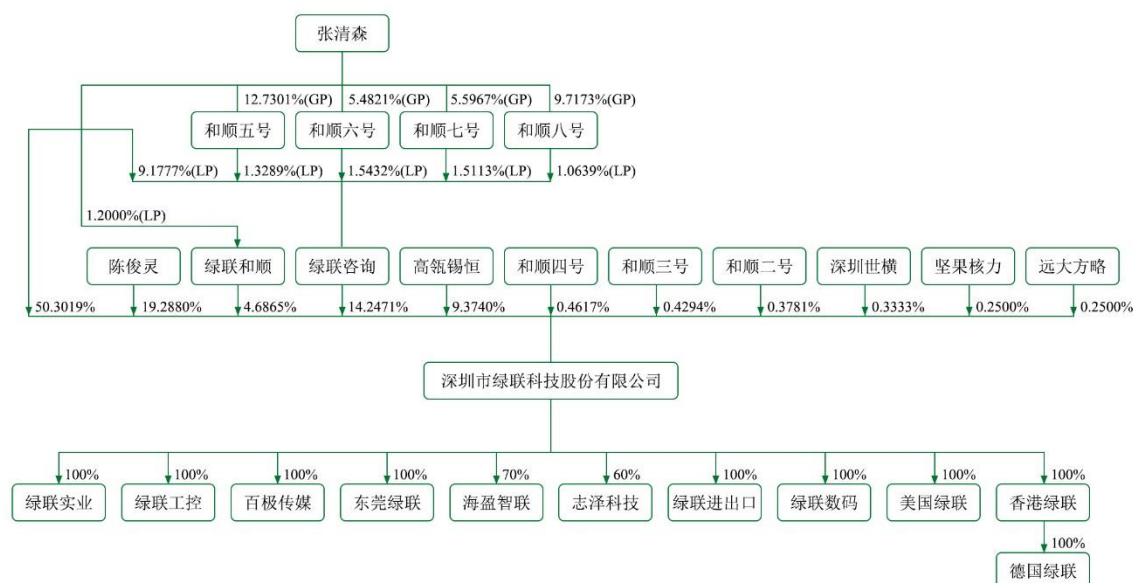 张清森
12.7301%(GP)
5.4821%(GP)
5.5967%(GP)
9.7173%(GP)
和顺五号
和顺六号
和顺七号
和顺八号
9.1777%(LP)
1.3289%(LP)
1.5432%(LP)
1.5113%(LP)
1.0639%(LP)
1.2000%(LP)
陈俊灵
绿联和顺
绿联咨询
高瓴锡恒
和顺四号
和顺三号
和顺二号
深圳世横
坚果核力
远大方略
50.3019%
19.2880%
4.6865%
14.2471%
9.3740%
0.4617%
0.4294%
0.3781%
0.3333%
0.2500%
0.2500%
深圳市绿联科技股份有限公司
100%
100%
100%
100%
70%
60%
100%
100%
100%
100%
绿联实业
绿联工控
百极传媒
东莞绿联
海盈智联
志泽科技
绿联进出口
绿联数码
美国绿联
香港绿联
100%
德国绿联